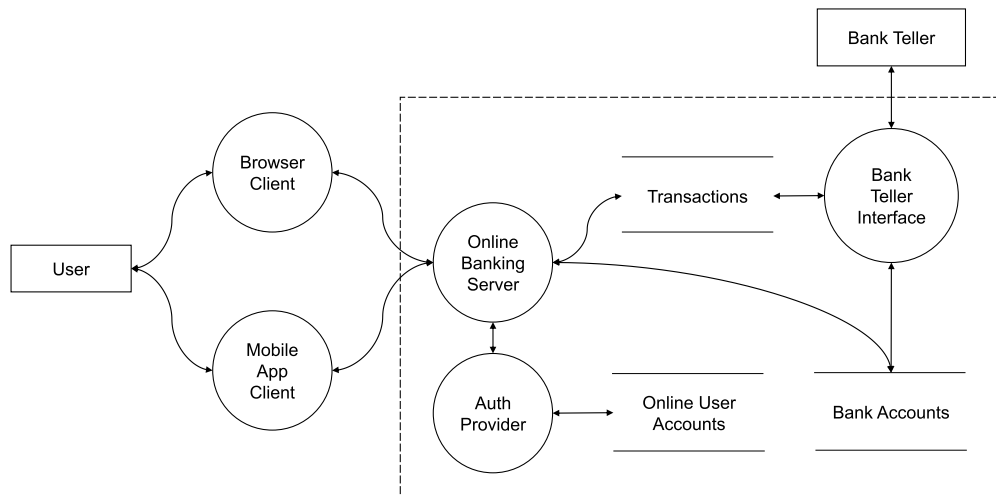 Bank Teller
Browser
Client
Bank
Teller
Interface
Transactions
User
Online
Banking
Server
Mobile
App
Client
Auth
Provider
Online User
Accounts
Bank Accounts